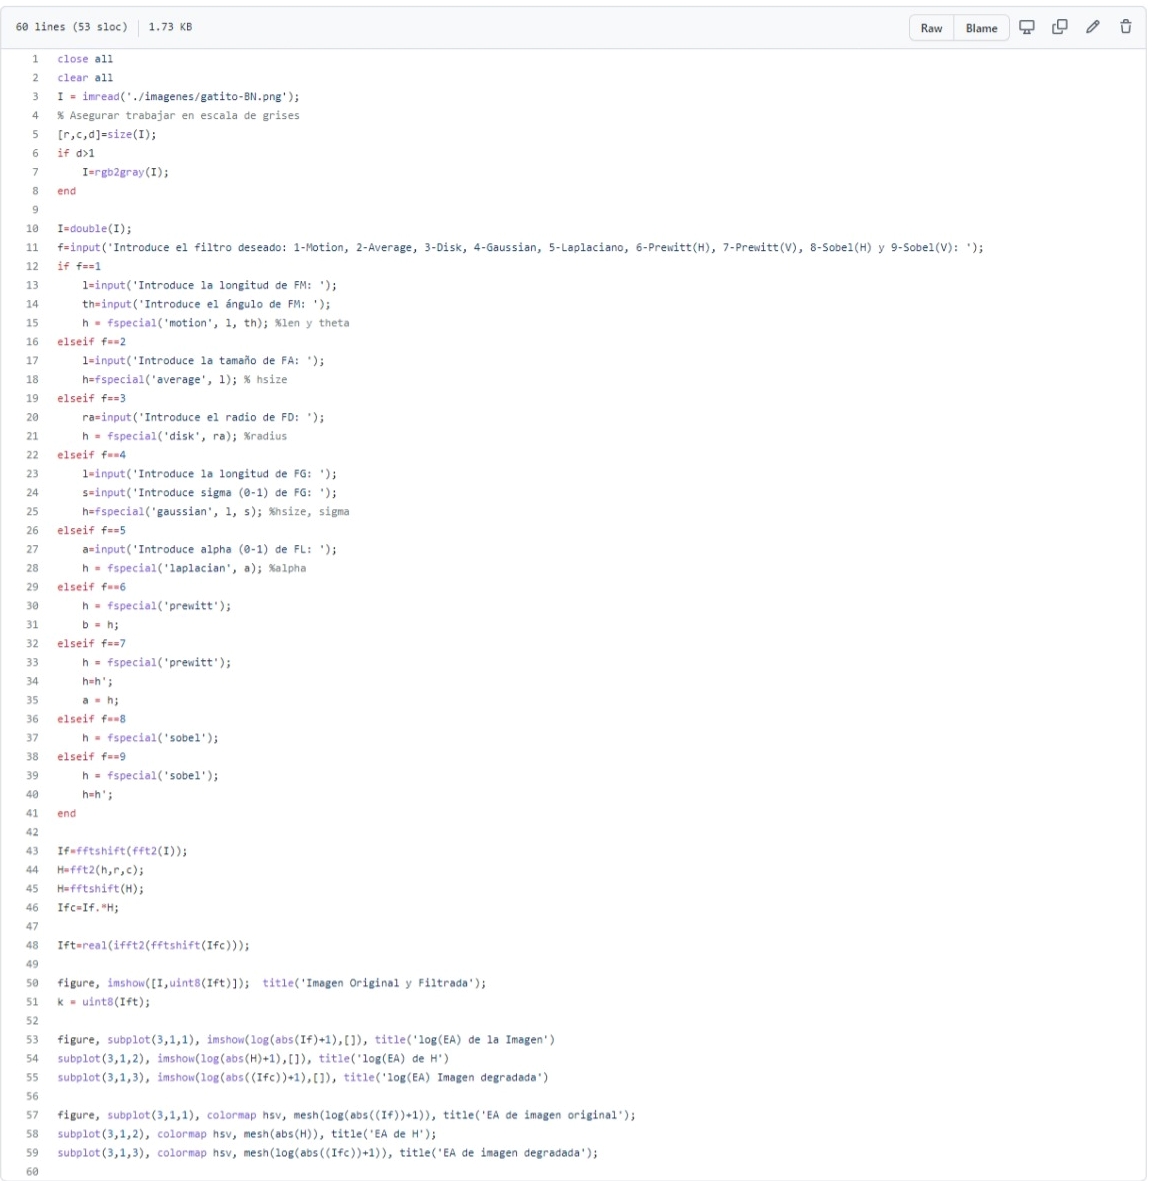 60 lines (53 sloc) 1.73 KB Raw Blame
1 close all
2 clear all
3 I = imread('./imagenes/gatito-BN.png');
4 % Asegurar trabajar en escala de grises
5 [r,c,d]=size(I);
6 if d>1
7     I=rgb2gray(I);
8 end
9
10 I=double(I);
11 f=input('Introduce el filtro deseado: 1-Motion, 2-Average, 3-Disk, 4-Gaussian, 5-Laplaciano, 6-Prewitt(H), 7-Prewitt(V), 8-Sobel(H) y 9-Sobel(V): ');
12 if f==1
13     l=input('Introduce la longitud de FM: ');
14     th=input('Introduce el ángulo de FM: ');
15     h = fspecial('motion', l, th); %len y theta
16 elseif f==2
17     l=input('Introduce la tamaño de FA: ');
18     h=fspecial('average', l); % hsize
19 elseif f==3
20     ra=input('Introduce el radio de FD: ');
21     h = fspecial('disk', ra); %radius
22 elseif f==4
23     l=input('Introduce la longitud de FG: ');
24     s=input('Introduce sigma (0-1) de FG: ');
25     h=fspecial('gaussian', l, s); %hsize, sigma
26 elseif f==5
27     a=input('Introduce alpha (0-1) de FL: ');
28     h = fspecial('laplacian', a); %alpha
29 elseif f==6
30     h = fspecial('prewitt');
31     b = h;
32 elseif f==7
33     h = fspecial('prewitt');
34     h=h';
35     a = h;
36 elseif f==8
37     h = fspecial('sobel');
38 elseif f==9
39     h = fspecial('sobel');
40     h=h';
41 end
42
43 If=fftshift(fft2(I));
44 H=fft2(h,r,c);
45 H=fftshift(H);
46 Ifc=If.*H;
47
48 Ift=real(ifft2(fftshift(Ifc)));
49
50 figure, imshow([I,uint8(Ift)]);  title('Imagen Original y Filtrada');
51 k = uint8(Ift);
52
53 figure, subplot(3,1,1), imshow(log(abs(If)+1),[]), title('log(EA) de la Imagen')
54 subplot(3,1,2), imshow(log(abs(H)+1),[]), title('log(EA) de H')
55 subplot(3,1,3), imshow(log(abs((Ifc))+1),[]), title('log(EA) Imagen degradada')
56
57 figure, subplot(3,1,1), colormap hsv, mesh(log(abs((If))+1)), title('EA de imagen original');
58 subplot(3,1,2), colormap hsv, mesh(abs(H)), title('EA de H');
59 subplot(3,1,3), colormap hsv, mesh(log(abs((Ifc))+1)), title('EA de imagen degradada');
60